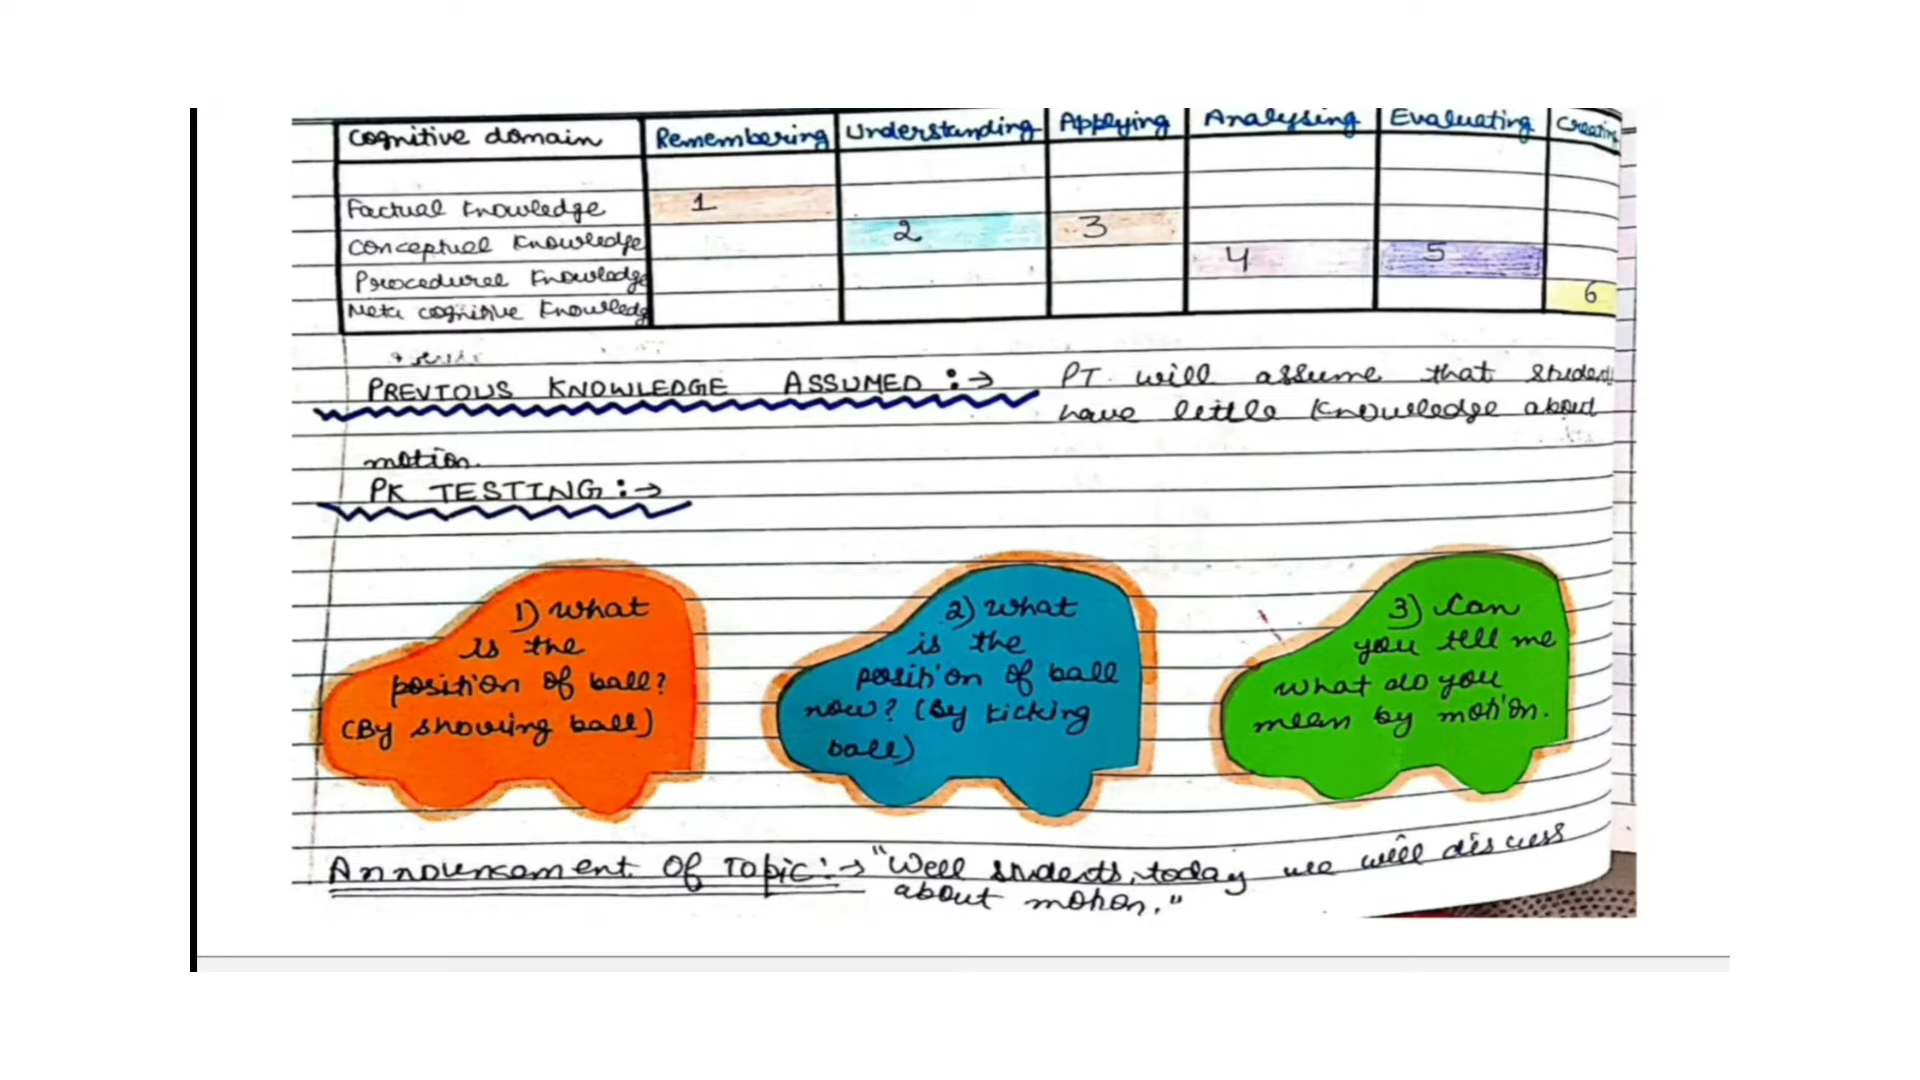 Cognitive domain Remembering Understanding Applying Analysing Evaluating Creating
Factual Knowledge 1
Conceptual Knowledge 2 3
Procedural Knowledge 4 5
Meta cognitive Knowledge 6
PREVIOUS KNOWLEDGE ASSUMED :→ PT will assume that students
have little knowledge about
motion.
PK TESTING :→
1) What
is the
position of ball?
(By showing ball)
2) What
is the
position of ball
now? (By kicking
ball)
3) Can
you tell me
what do you
mean by motion.
Announcement Of Topic :→ "Well students, today we will discuss
about motion."